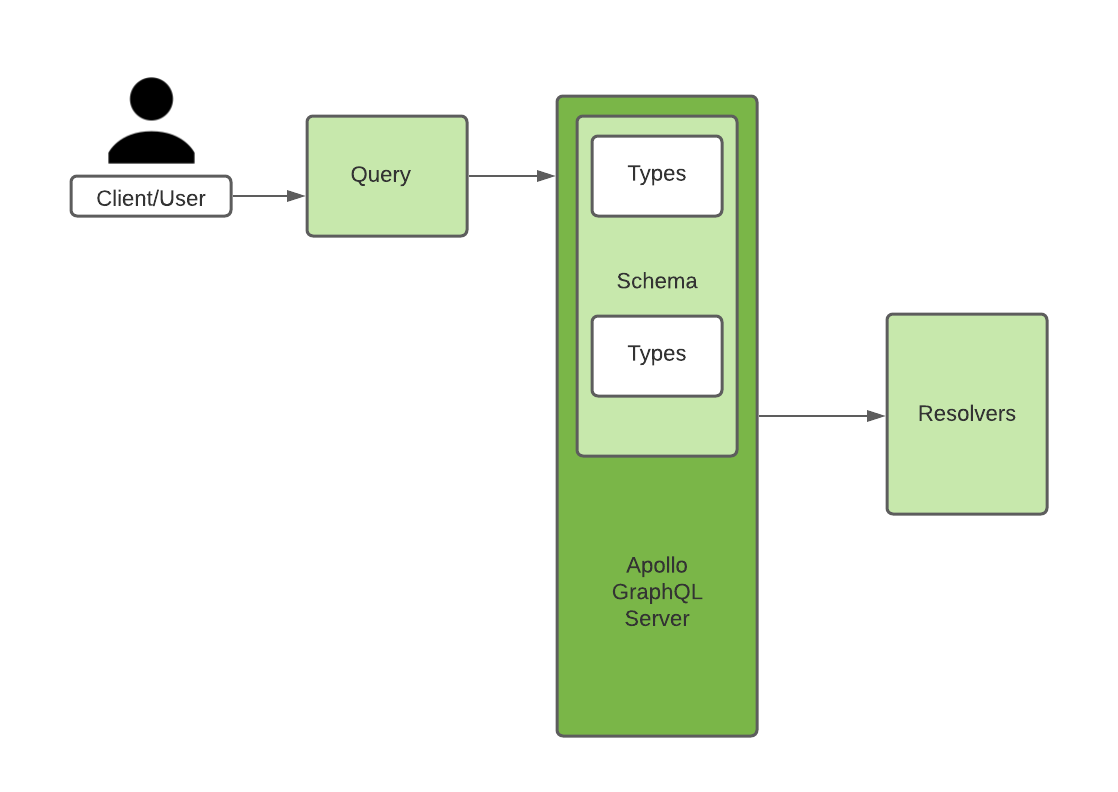 Client/User
Query
Types
Schema
Types
Apollo
GraphQL
Server
Resolvers